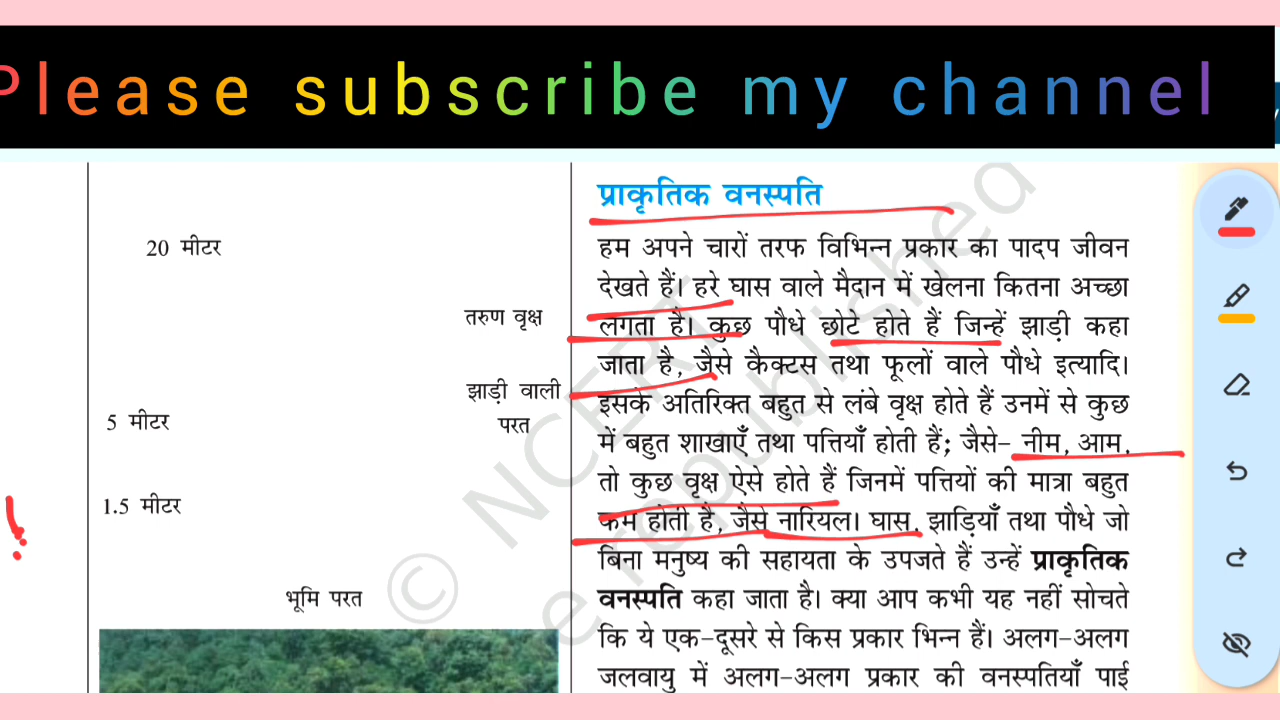 Please subscribe my channel
20 मीटर
तरुण वृक्ष
झाड़ी वाली
परत
5 मीटर
1.5 मीटर
भूमि परत
प्राकृतिक वनस्पति
हम अपने चारों तरफ विभिन्न प्रकार का पादप जीवन
देखते हैं। हरे घास वाले मैदान में खेलना कितना अच्छा
लगता है। कुछ पौधे छोटे होते हैं जिन्हें झाड़ी कहा
जाता है, जैसे कैक्टस तथा फूलों वाले पौधे इत्यादि।
इसके अतिरिक्त बहुत से लंबे वृक्ष होते हैं उनमें से कुछ
में बहुत शाखाएँ तथा पत्तियाँ होती हैं; जैसे– नीम, आम,
तो कुछ वृक्ष ऐसे होते हैं जिनमें पत्तियों की मात्रा बहुत
कम होती है, जैसे नारियल। घास, झाड़ियाँ तथा पौधे जो
बिना मनुष्य की सहायता के उपजते हैं उन्हें प्राकृतिक
वनस्पति कहा जाता है। क्या आप कभी यह नहीं सोचते
कि ये एक–दूसरे से किस प्रकार भिन्न हैं। अलग–अलग
जलवायु में अलग–अलग प्रकार की वनस्पतियाँ पाई
© NCERT
e republished